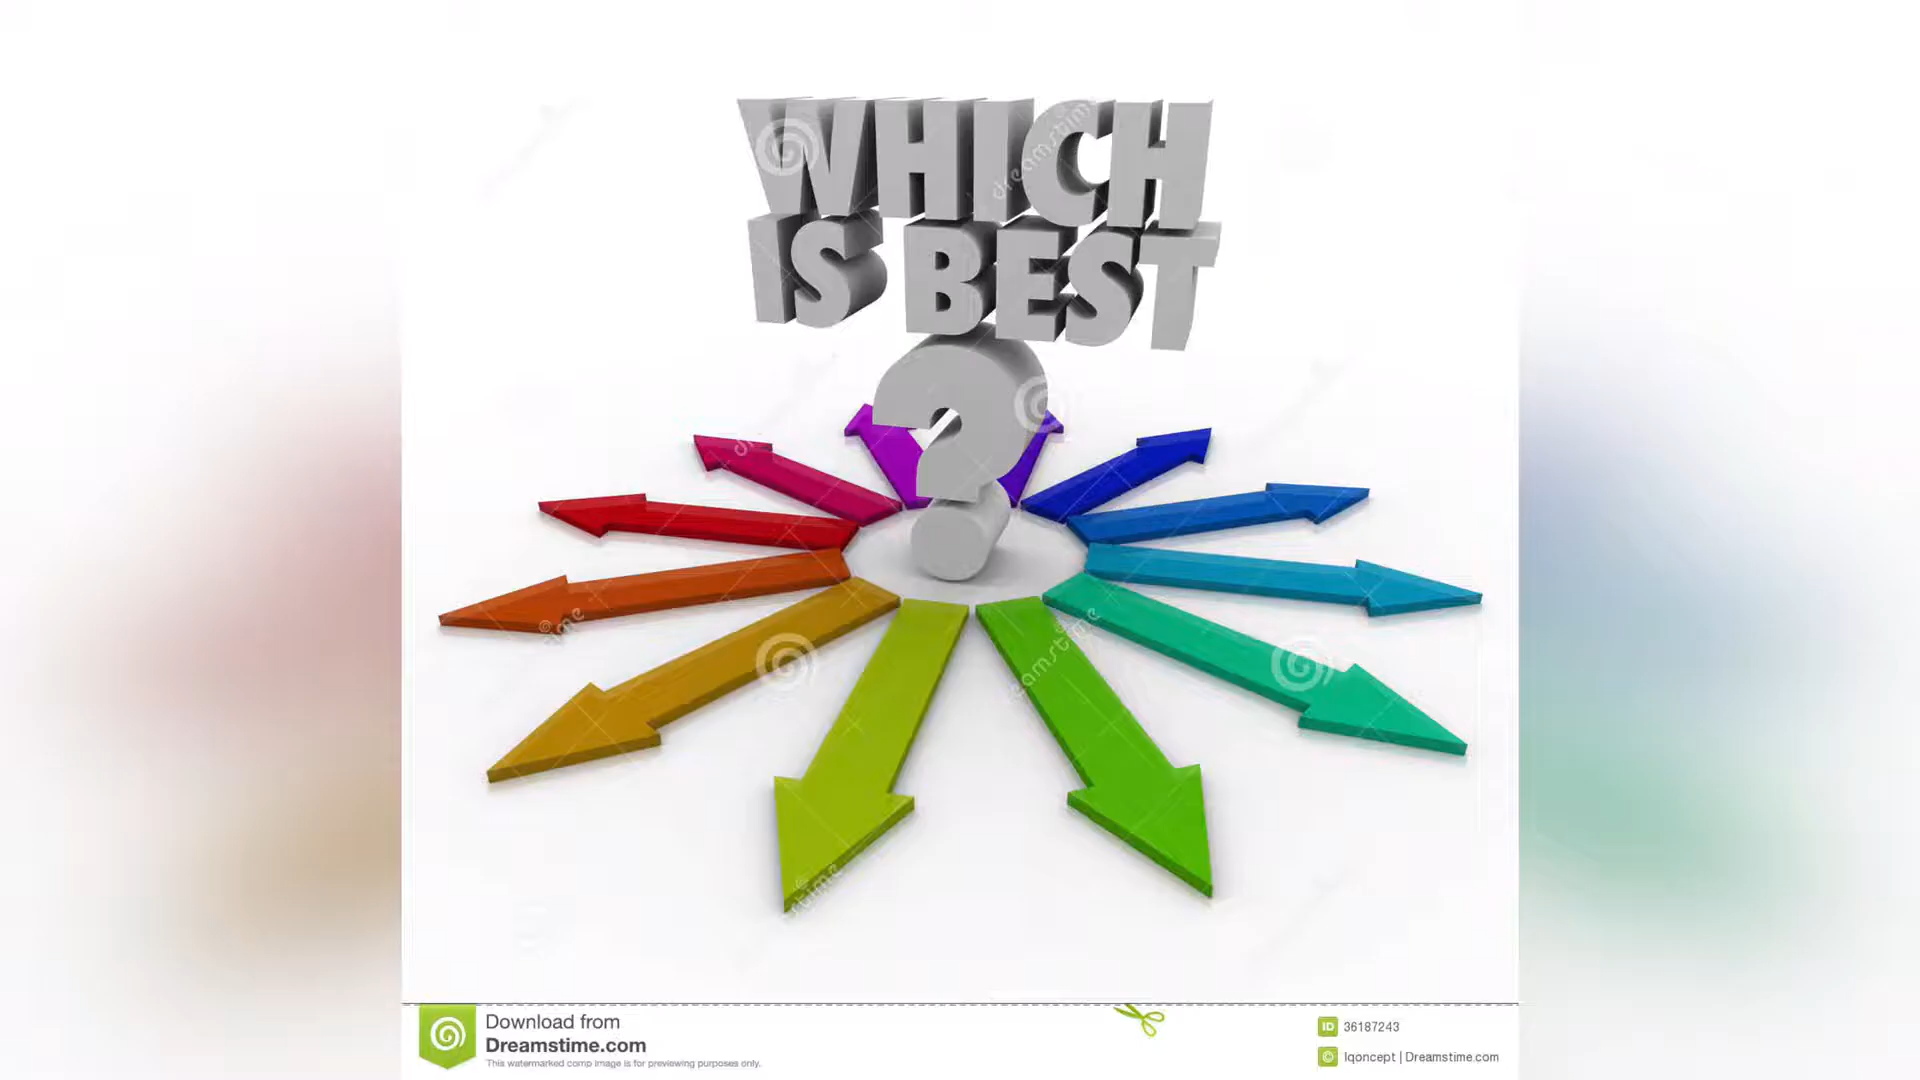 WHICH
IS BEST
?
dreamstime
Download from
Dreamstime.com
This watermarked comp image is for previewing purposes only.
ID 36187243
© Iqoncept | Dreamstime.com